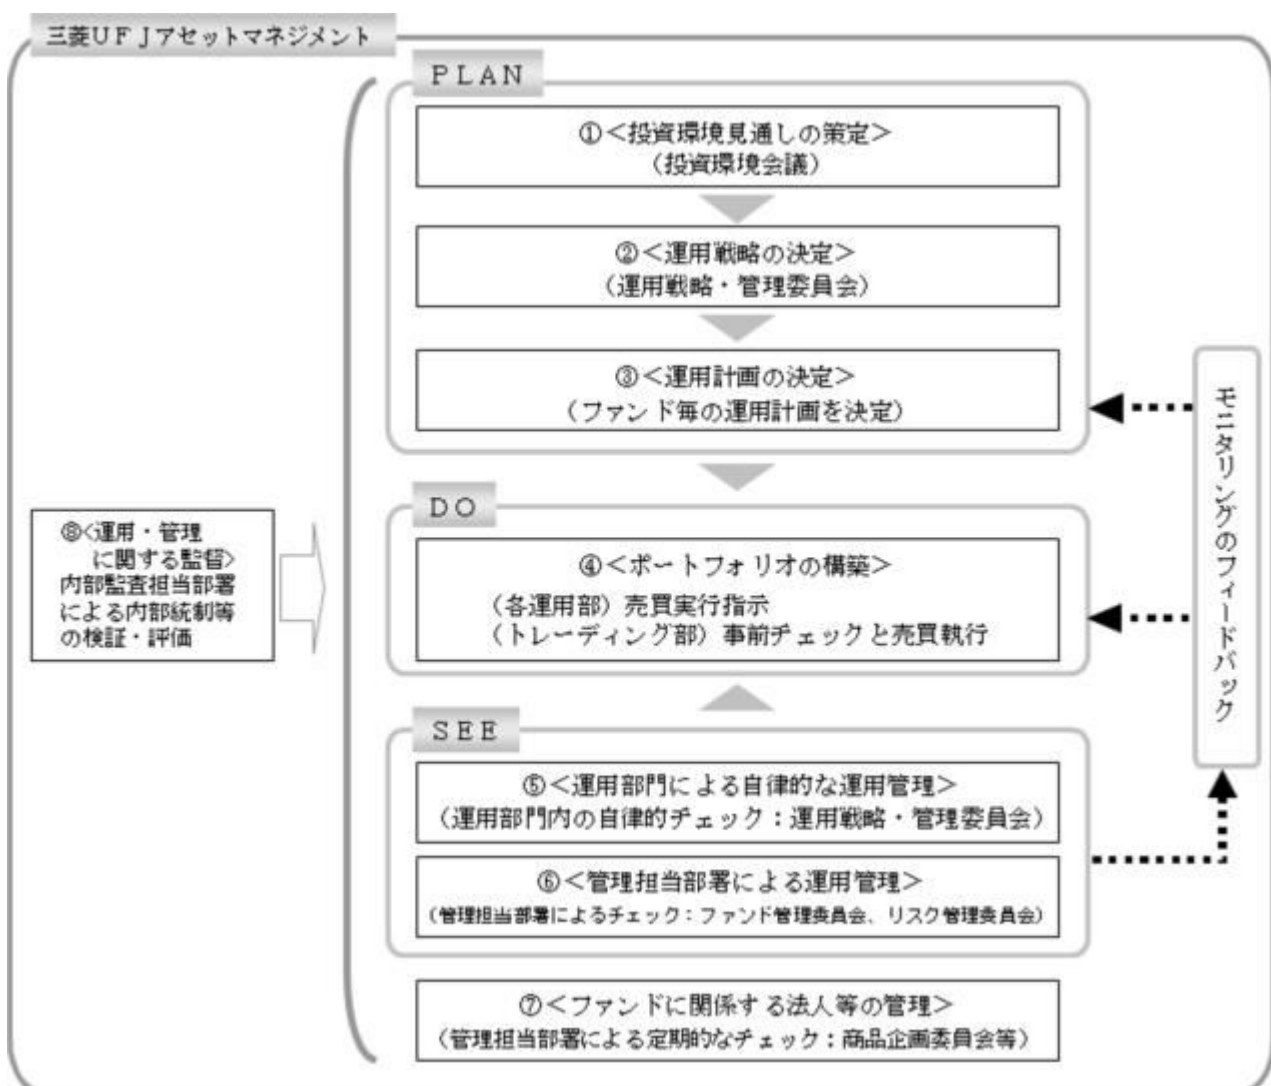 三菱UFJアセットマネジメント
PLAN
①<投資環境見通しの策定>
(投資環境会議)
②<運用戦略の決定>
(運用戦略・管理委員会)
③<運用計画の決定>
(ファンド毎の運用計画を決定)
DO
④<ポートフォリオの構築>
(各運用部)売買実行指示
(トレーディング部)事前チェックと売買執行
SEE
⑤<運用部門による自律的な運用管理>
(運用部門内の自律的チェック:運用戦略・管理委員会)
⑥<管理担当部署による運用管理>
(管理担当部署によるチェック:ファンド管理委員会、リスク管理委員会)
⑦<ファンドに関係する法人等の管理>
(管理担当部署による定期的なチェック:商品企画委員会等)
⑧<運用・管理
に関する監督>
内部監査担当部署
による内部統制等
の検証・評価
モニタリングのフィードバック